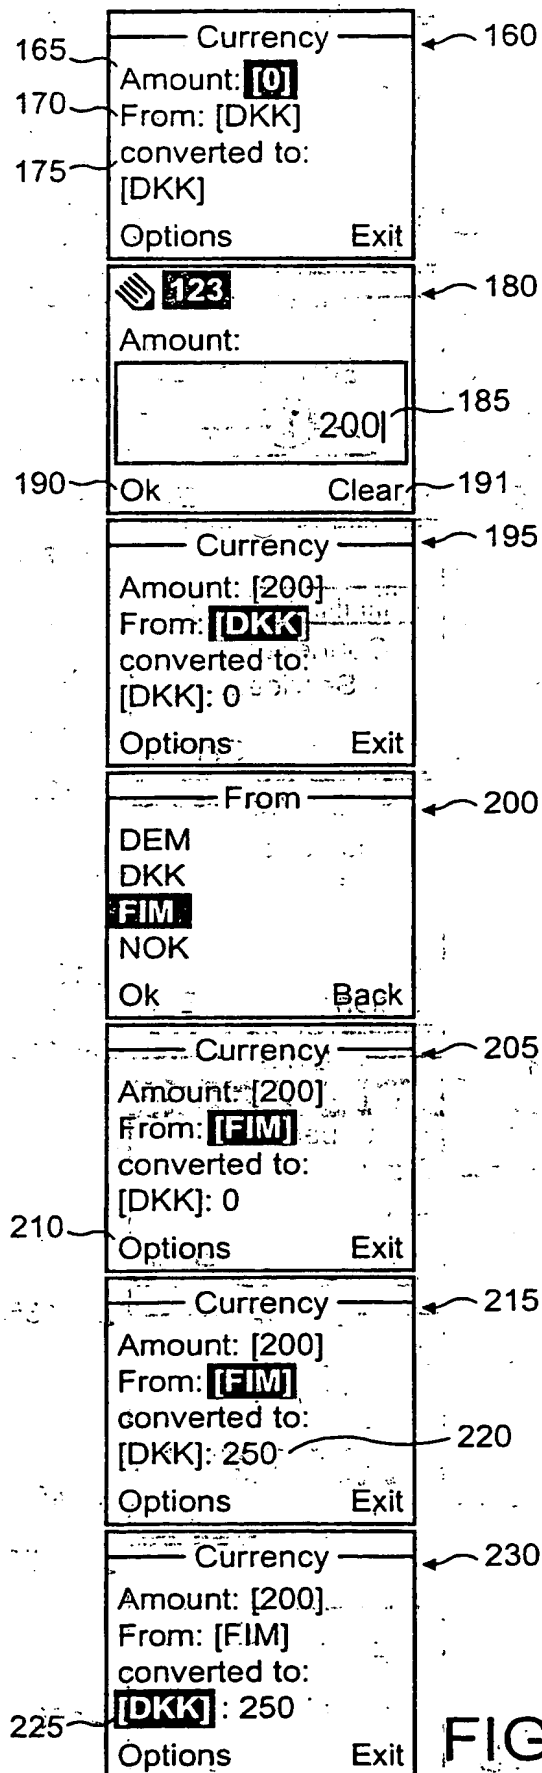 Currency 160
165 Amount: [0]
170 From: [DKK]
175 converted to:
[DKK]
Options Exit
123 180
Amount:
200 185
190 Ok Clear 191
Currency 195
Amount: [200]
From: [DKK]
converted to:
[DKK]: 0
Options Exit
From 200
DEM
DKK
FIM
NOK
Ok Back
Currency 205
Amount: [200]
From: [FIM]
converted to:
[DKK]: 0
210 Options Exit
Currency 215
Amount: [200]
From: [FIM]
converted to:
[DKK]: 250 220
Options Exit
Currency 230
Amount: [200]
From: [FIM]
converted to:
225 [DKK] : 250
Options Exit
FIG